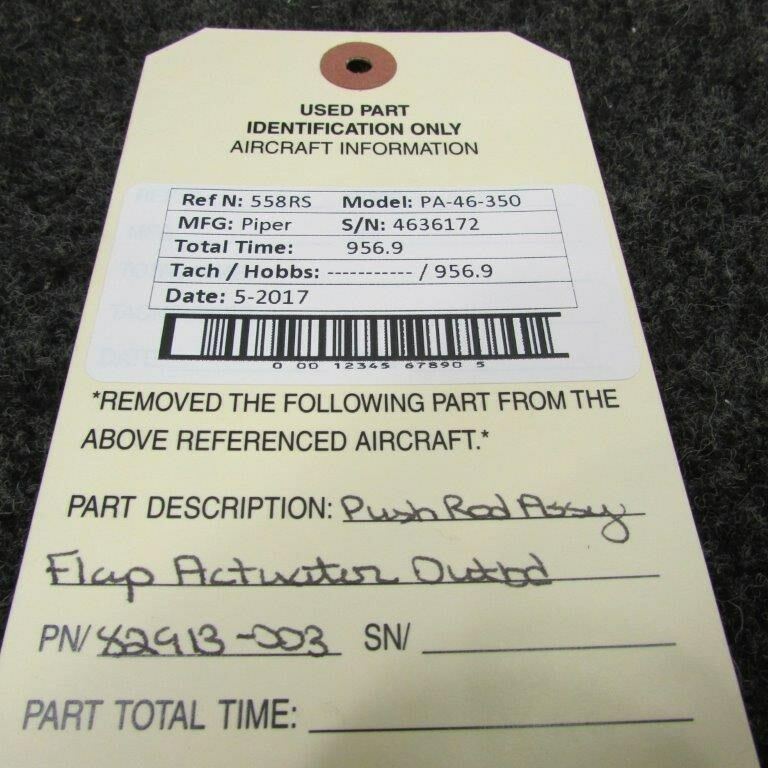 USED PART
IDENTIFICATION ONLY
AIRCRAFT INFORMATION
Ref N: 558RS Model: PA-46-350
MFG: Piper S/N: 4636172
Total Time: 956.9
Tach / Hobbs: ----------- / 956.9
Date: 5-2017
0 00 12345 67890 5
*REMOVED THE FOLLOWING PART FROM THE
ABOVE REFERENCED AIRCRAFT.*
PART DESCRIPTION: Push Rod Assy
Flap Actuator Outbd
PN/ 82913-003 SN/
PART TOTAL TIME: